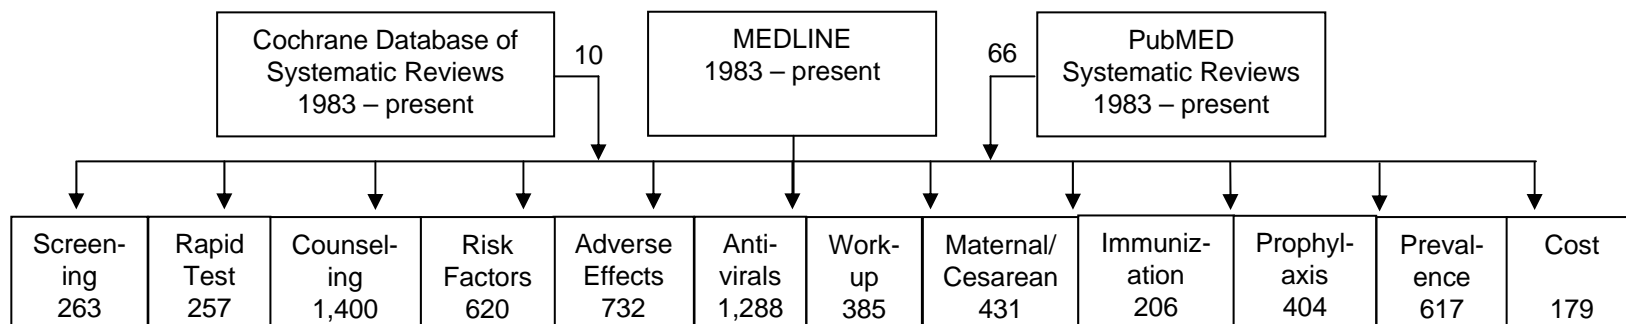 Cochrane Database of
Systematic Reviews
1983 – present
10
MEDLINE
1983 – present
66
PubMED
Systematic Reviews
1983 – present
Screen-
ing
263
Rapid
Test
257
Counsel-
ing
1,400
Risk
Factors
620
Adverse
Effects
732
Anti-
virals
1,288
Work-
up
385
Maternal/
Cesarean
431
Immuniz-
ation
206
Prophyl-
axis
404
Preval-
ence
617
Cost
179